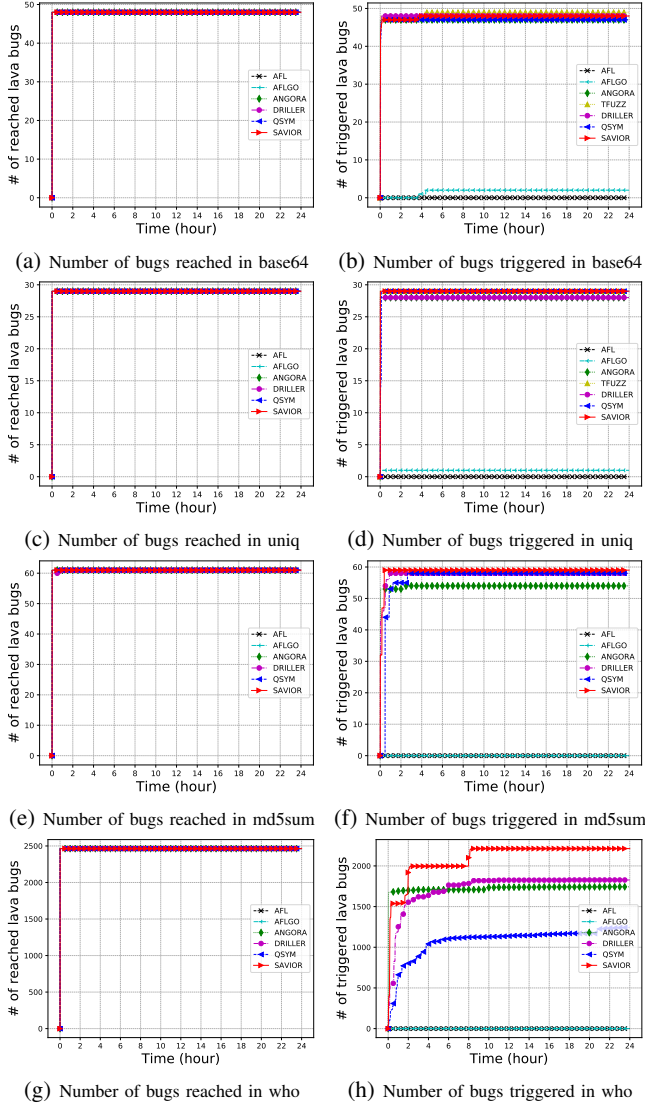 # of reached lava bugs
50
40
30
20
10
0
AFL
AFLGO
ANGORA
DRILLER
QSYM
SAVIOR
0 2 4 6 8 10 12 14 16 18 20 22 24
Time (hour)
(a) Number of bugs reached in base64
# of triggered lava bugs
50
40
30
20
10
0
AFL
AFLGO
ANGORA
TFUZZ
DRILLER
QSYM
SAVIOR
0 2 4 6 8 10 12 14 16 18 20 22 24
Time (hour)
(b) Number of bugs triggered in base64
# of reached lava bugs
30
25
20
15
10
5
0
AFL
AFLGO
ANGORA
DRILLER
QSYM
SAVIOR
0 2 4 6 8 10 12 14 16 18 20 22 24
Time (hour)
(c) Number of bugs reached in uniq
# of triggered lava bugs
30
25
20
15
10
5
0
AFL
AFLGO
ANGORA
TFUZZ
DRILLER
QSYM
SAVIOR
0 2 4 6 8 10 12 14 16 18 20 22 24
Time (hour)
(d) Number of bugs triggered in uniq
# of reached lava bugs
60
50
40
30
20
10
0
AFL
AFLGO
ANGORA
DRILLER
QSYM
SAVIOR
0 2 4 6 8 10 12 14 16 18 20 22 24
Time (hour)
(e) Number of bugs reached in md5sum
# of triggered lava bugs
60
50
40
30
20
10
0
AFL
AFLGO
ANGORA
DRILLER
QSYM
SAVIOR
0 2 4 6 8 10 12 14 16 18 20 22 24
Time (hour)
(f) Number of bugs triggered in md5sum
# of reached lava bugs
2500
2000
1500
1000
500
0
AFL
AFLGO
ANGORA
DRILLER
QSYM
SAVIOR
0 2 4 6 8 10 12 14 16 18 20 22 24
Time (hour)
(g) Number of bugs reached in who
# of triggered lava bugs
2500
2000
1500
1000
500
0
AFL
AFLGO
ANGORA
DRILLER
QSYM
SAVIOR
0 2 4 6 8 10 12 14 16 18 20 22 24
Time (hour)
(h) Number of bugs triggered in who